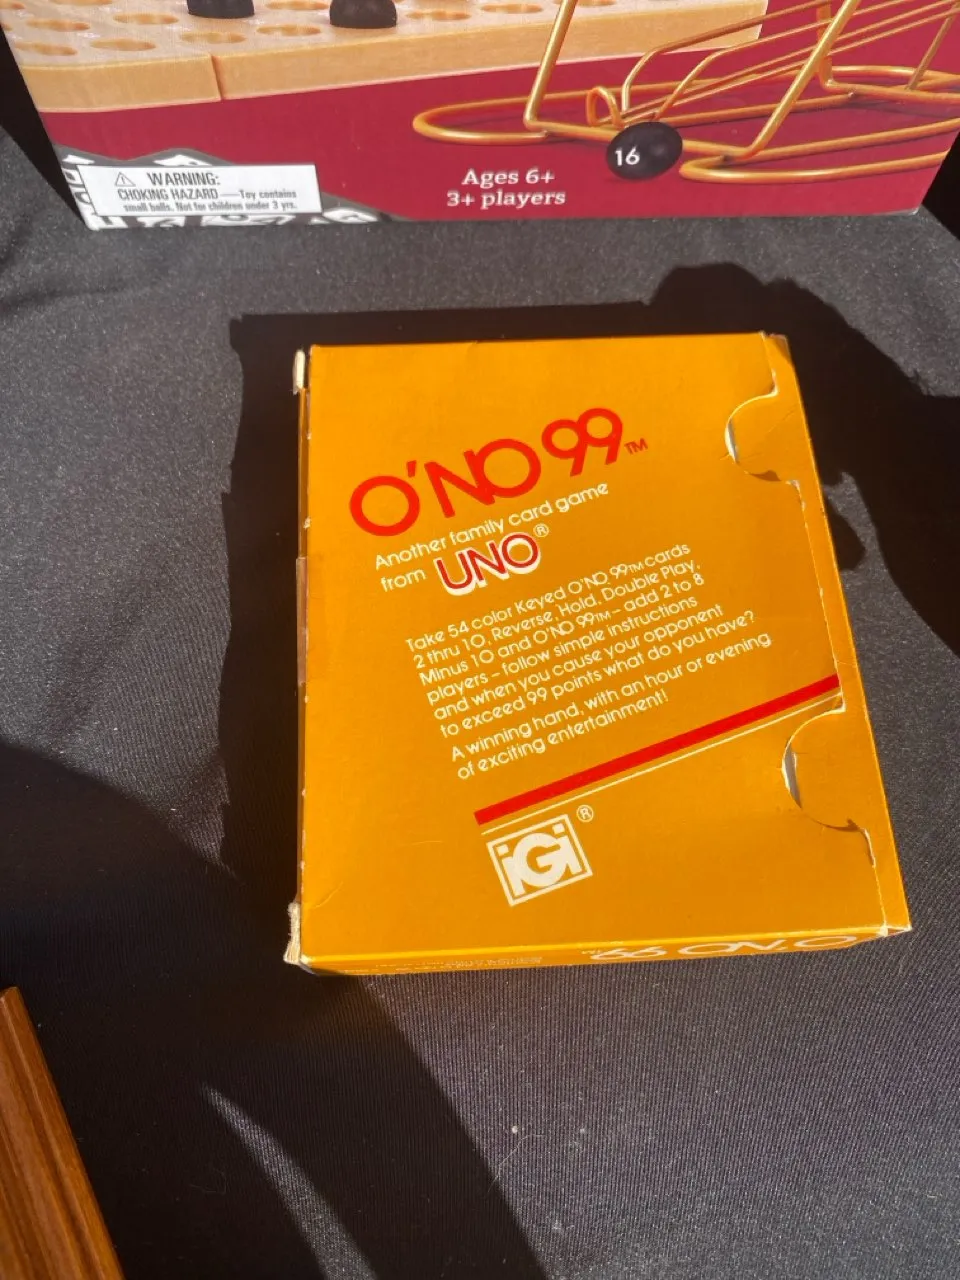 16
Ages 6+
3+ players
WARNING:
CHOKING HAZARD — Toy contains
small balls. Not for children under 3 yrs.
O'NO 99™
Another family card game
from UNO®
Take 54 color Keyed O'NO 99™ cards
2 thru 10, Reverse, Hold, Double Play,
Minus 10 and O'NO 99™ – add 2 to 8
players – follow simple instructions
and when you cause your opponent
to exceed 99 points what do you have?
A winning hand, with an hour or evening
of exciting entertainment!
iGi®
O'NO 99